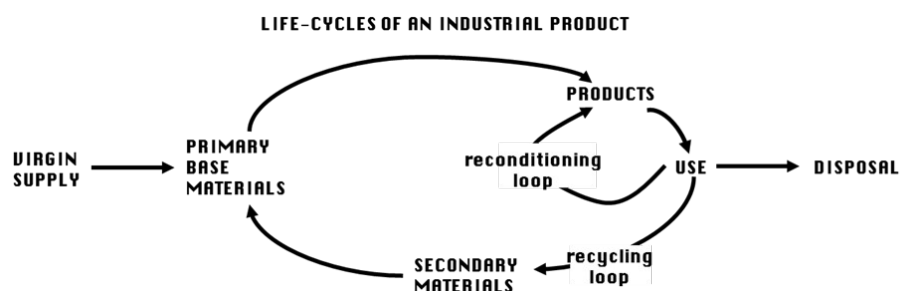 LIFE-CYCLES OF AN INDUSTRIAL PRODUCT
PRODUCTS
VIRGIN
SUPPLY
PRIMARY
BASE
MATERIALS
reconditioning
loop
USE
DISPOSAL
SECONDARY
MATERIALS
recycling
loop